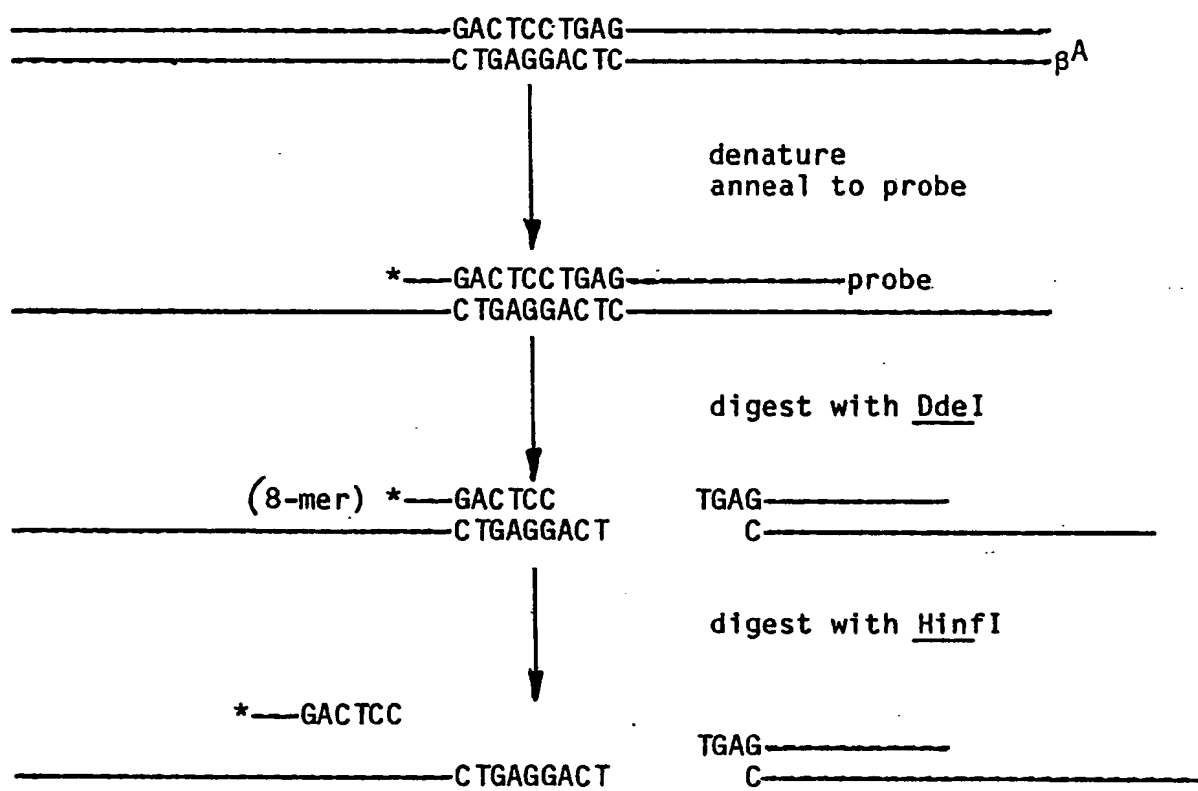 GACTCCTGAG
CTGAGGACTC βA
denature
anneal to probe
*—GACTCCTGAG—probe
CTGAGGACTC
digest with DdeI
(8-mer) *—GACTCC TGAG
CTGAGGACT C
digest with HinfI
*—GACTCC
TGAG
CTGAGGACT C